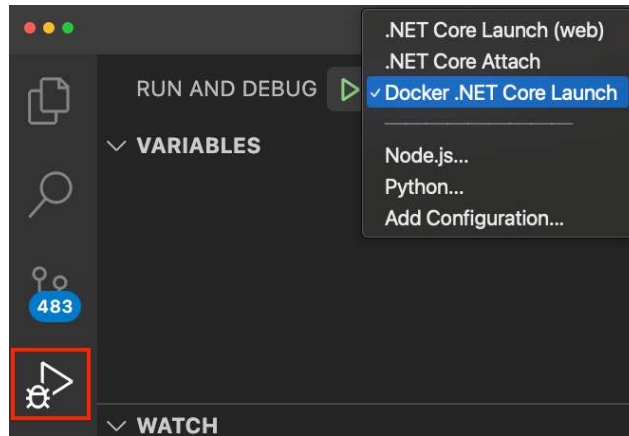 .NET Core Launch (web)
.NET Core Attach
RUN AND DEBUG
✓ Docker .NET Core Launch
VARIABLES
Node.js...
Python...
Add Configuration...
483
WATCH